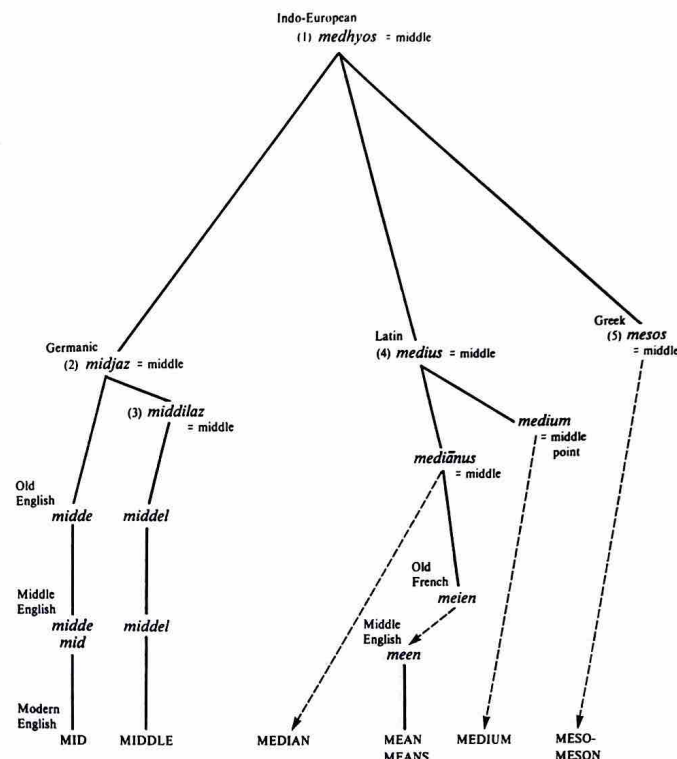 Indo-European
(1) medhyos = middle
Germanic
(2) midjaz = middle
(3) middilaz
= middle
Latin
(4) medius = middle
Greek
(5) mesos
= middle
medium
= middle
point
mediānus
= middle
Old
English
midde middel
Old
French
meien
Middle
English
midde middel
mid
Middle
English
meen
Modern
English
MID MIDDLE MEDIAN MEAN MEDIUM MESO-
MEANS MESON